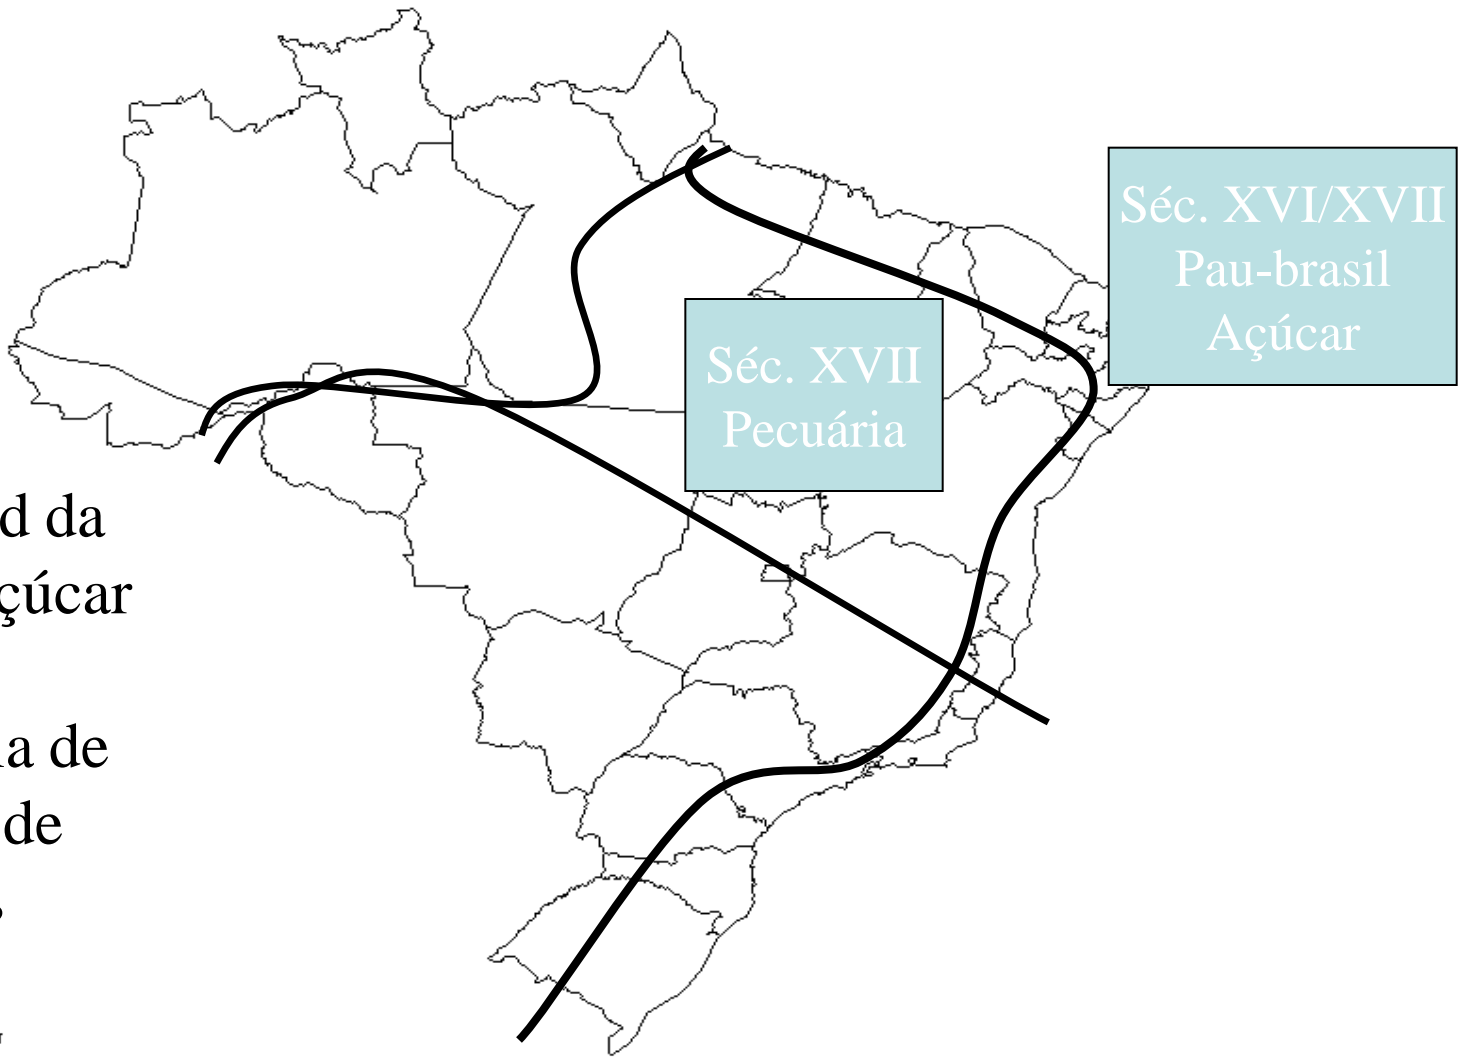 Séc. XVI/XVII
Pau-brasil
Açúcar
Séc. XVII
Pecuária
d da
çúcar
a de
de
,